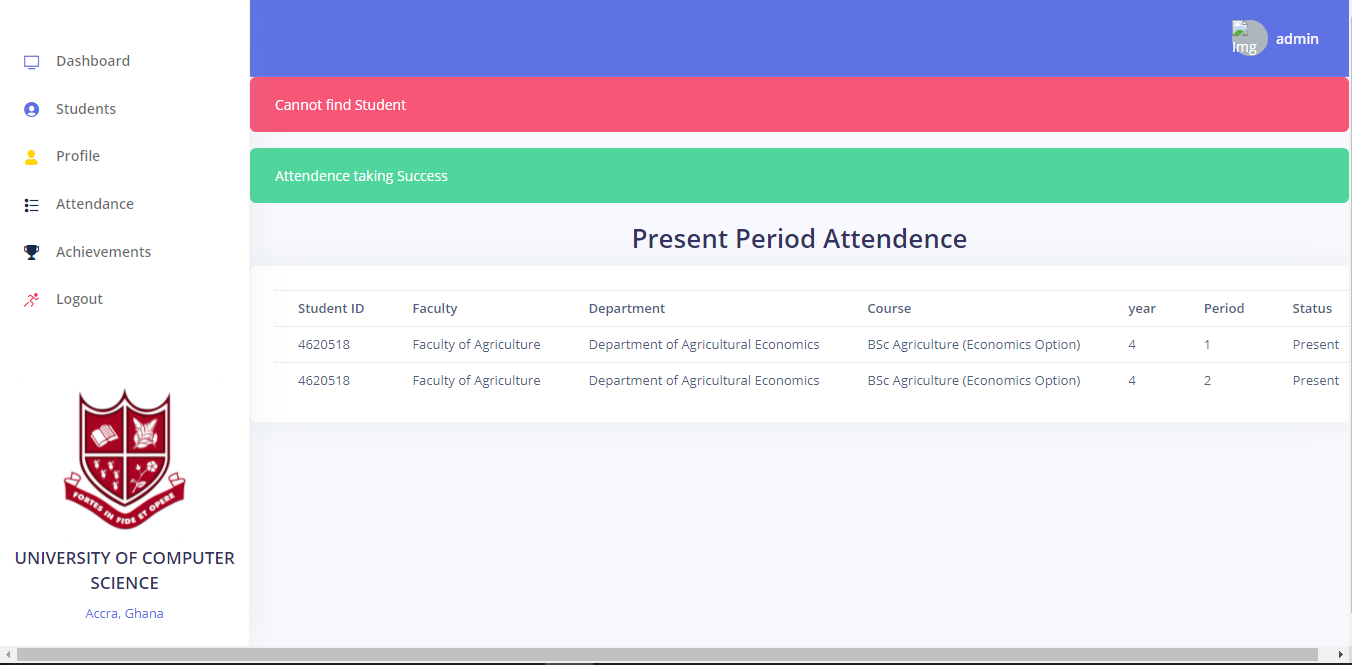 Dashboard
Students
Profile
Attendance
Achievements
Logout
FORTES IN FIDE ET OPERE
UNIVERSITY OF COMPUTER
SCIENCE
Accra, Ghana
Img
admin
Cannot find Student
Attendence taking Success
Present Period Attendence
Student ID Faculty Department Course year Period Status
4620518 Faculty of Agriculture Department of Agricultural Economics BSc Agriculture (Economics Option) 4 1 Present
4620518 Faculty of Agriculture Department of Agricultural Economics BSc Agriculture (Economics Option) 4 2 Present